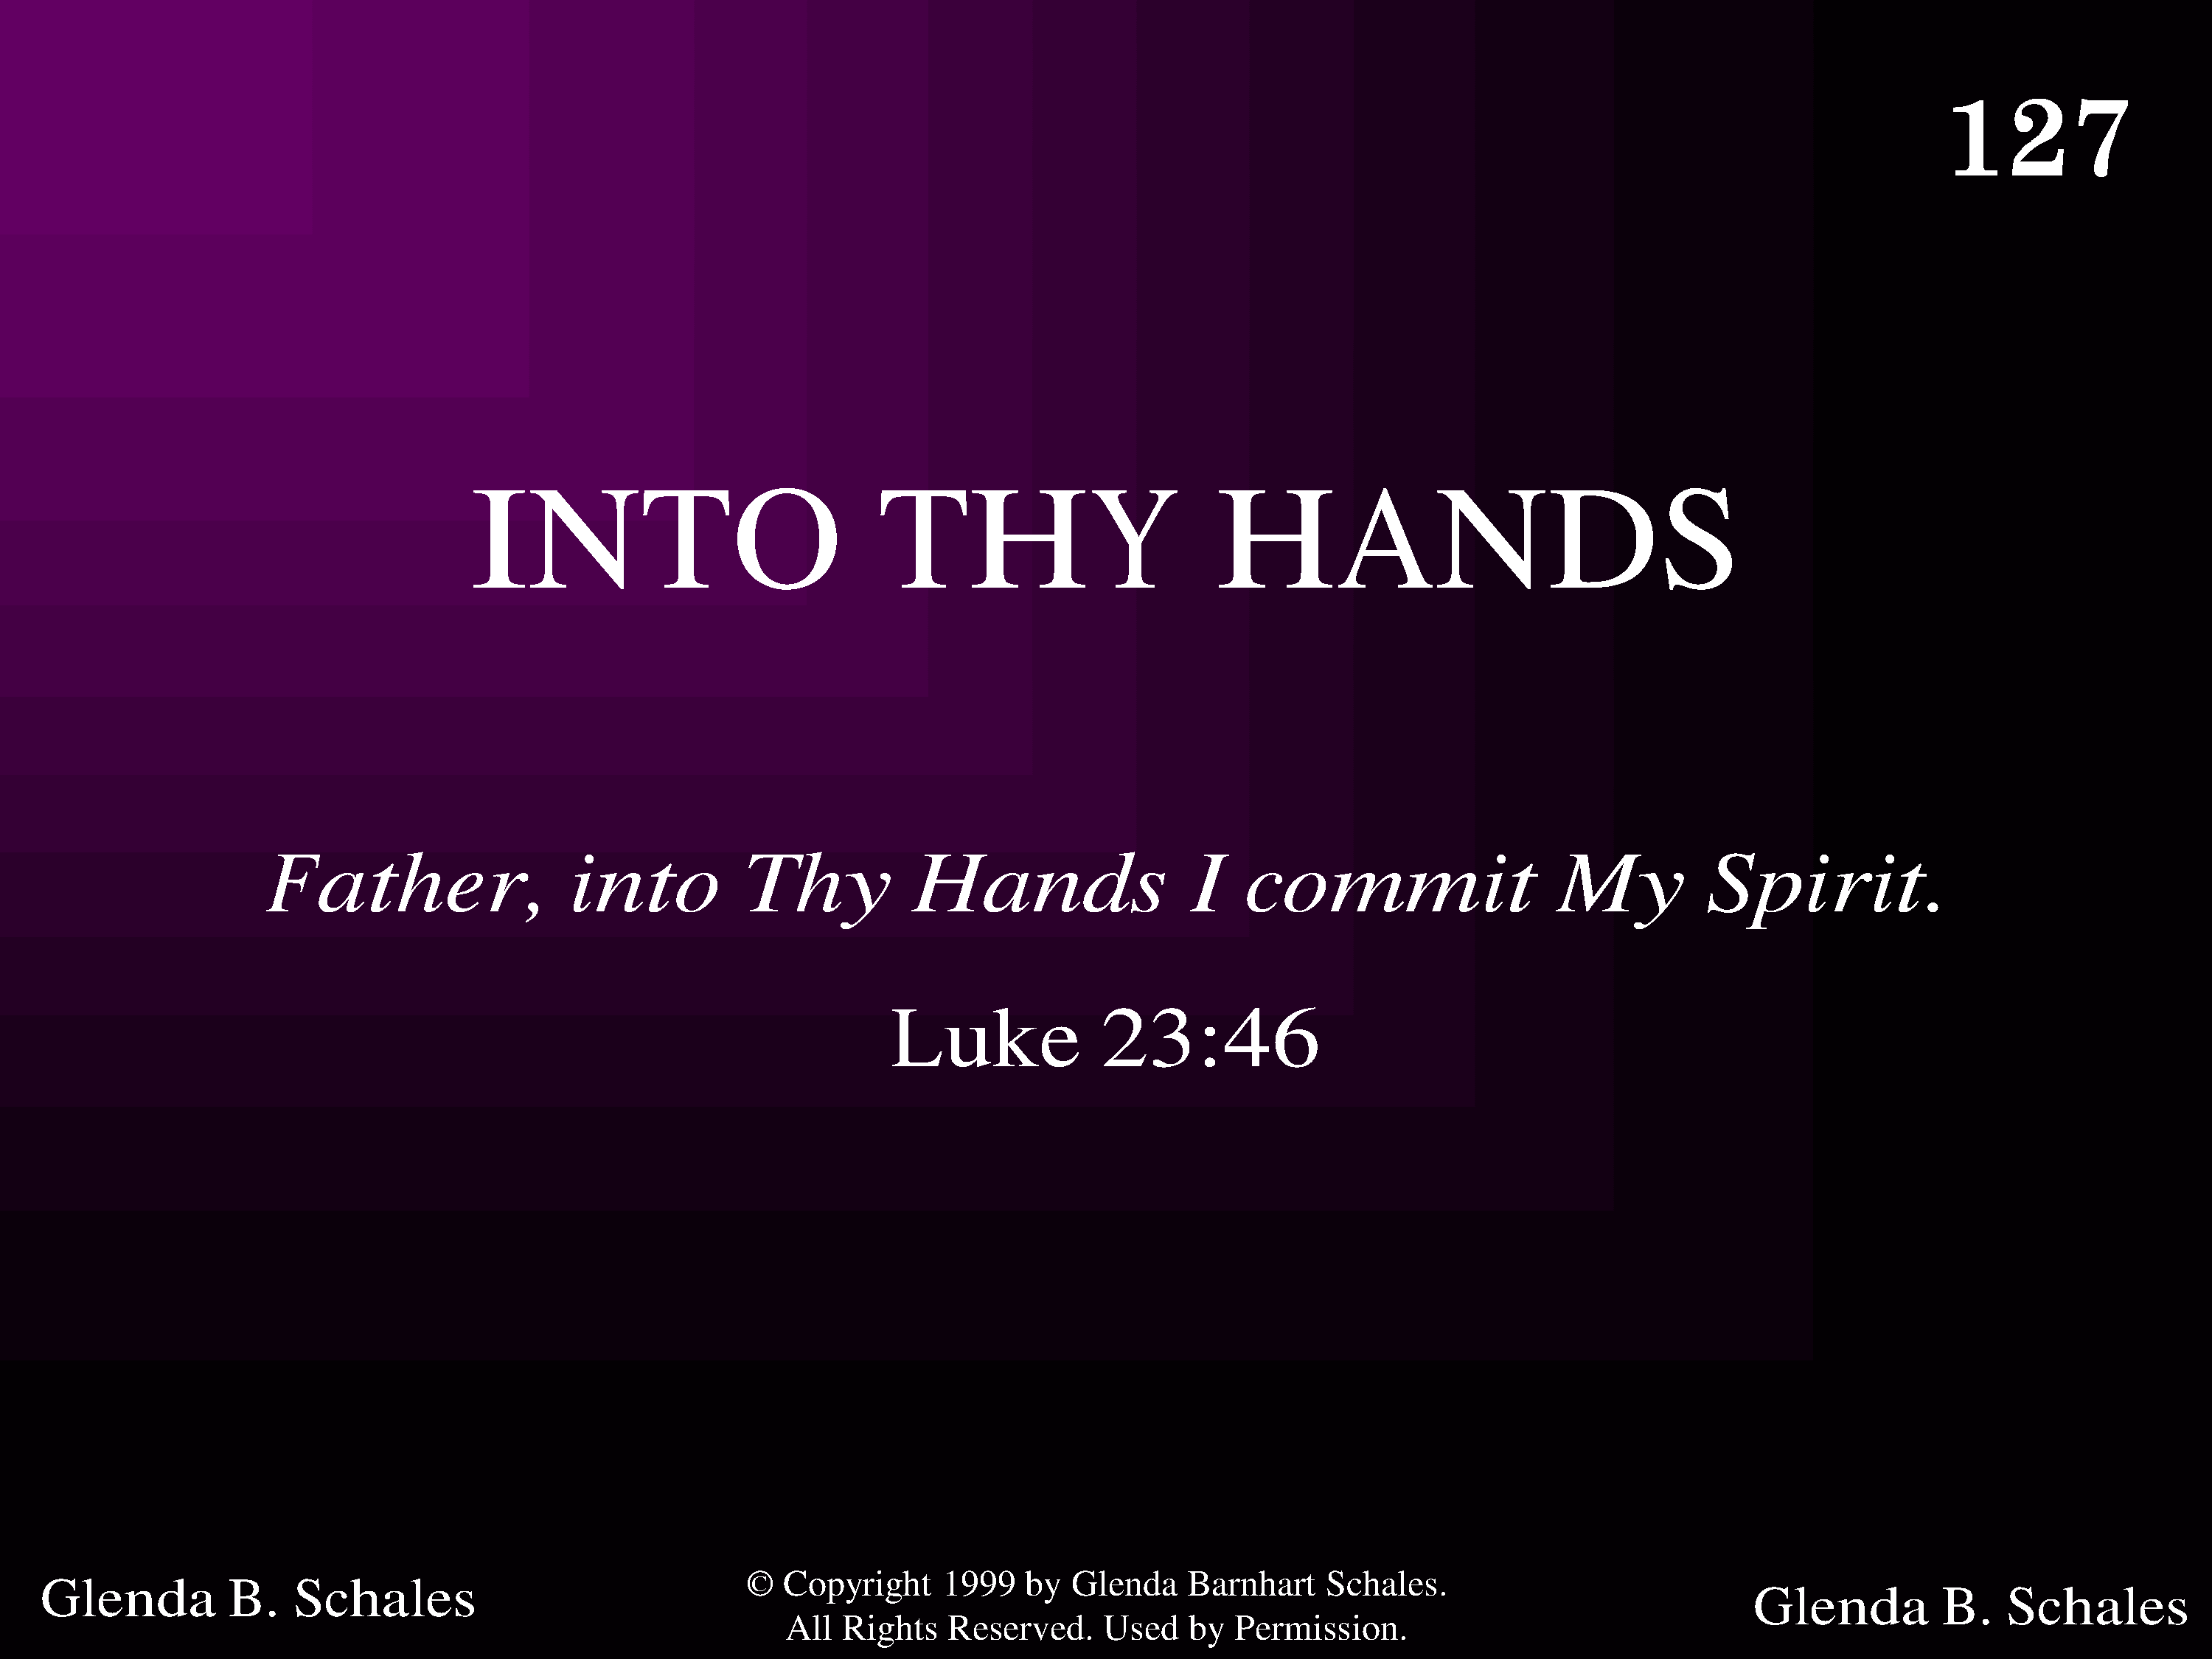 127
INTO THY HANDS
Father, into Thy Hands I commit My Spirit.
Luke 23:46
Glenda B. Schales
© Copyright 1999 by Glenda Barnhart Schales.
All Rights Reserved. Used by Permission.
Glenda B. Schales